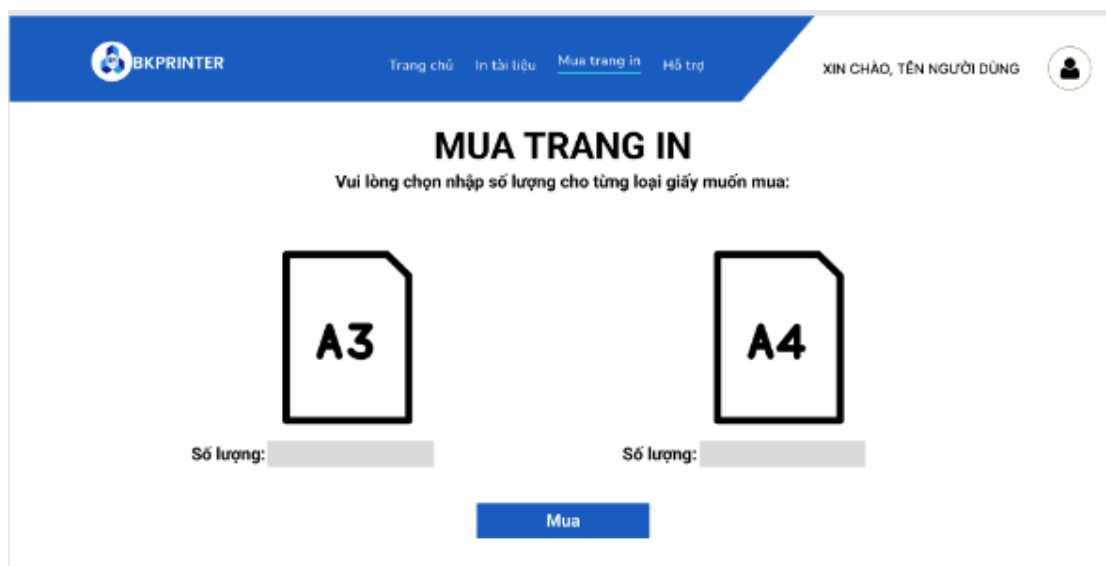 BKPRINTER
Trang chủ In tài liệu Mua trang in Hỗ trợ
XIN CHÀO, TÊN NGƯỜI DÙNG
MUA TRANG IN
Vui lòng chọn nhập số lượng cho từng loại giấy muốn mua:
A3
A4
Số lượng:
Số lượng:
Mua